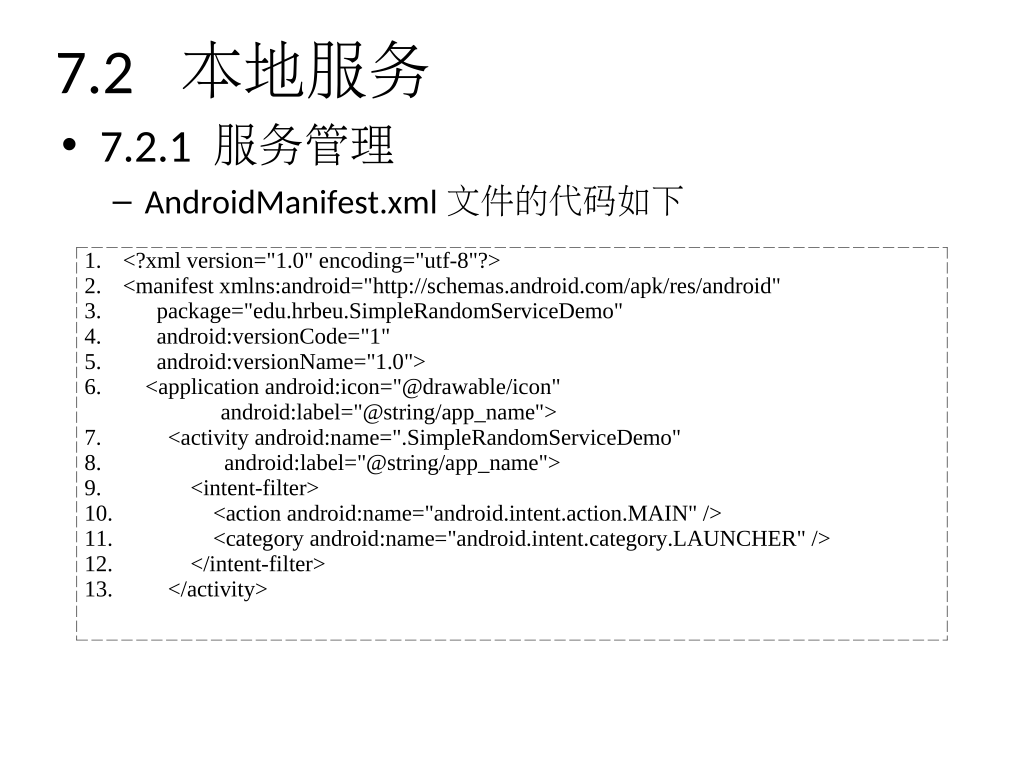 7.2 本地服务
• 7.2.1 服务管理
– AndroidManifest.xml 文件的代码如下
1. <?xml version="1.0" encoding="utf-8"?>
2. <manifest xmlns:android="http://schemas.android.com/apk/res/android"
3. package="edu.hrbeu.SimpleRandomServiceDemo"
4. android:versionCode="1"
5. android:versionName="1.0">
6. <application android:icon="@drawable/icon"
android:label="@string/app_name">
7. <activity android:name=".SimpleRandomServiceDemo"
8. android:label="@string/app_name">
9. <intent-filter>
10. <action android:name="android.intent.action.MAIN" />
11. <category android:name="android.intent.category.LAUNCHER" />
12. </intent-filter>
13. </activity>